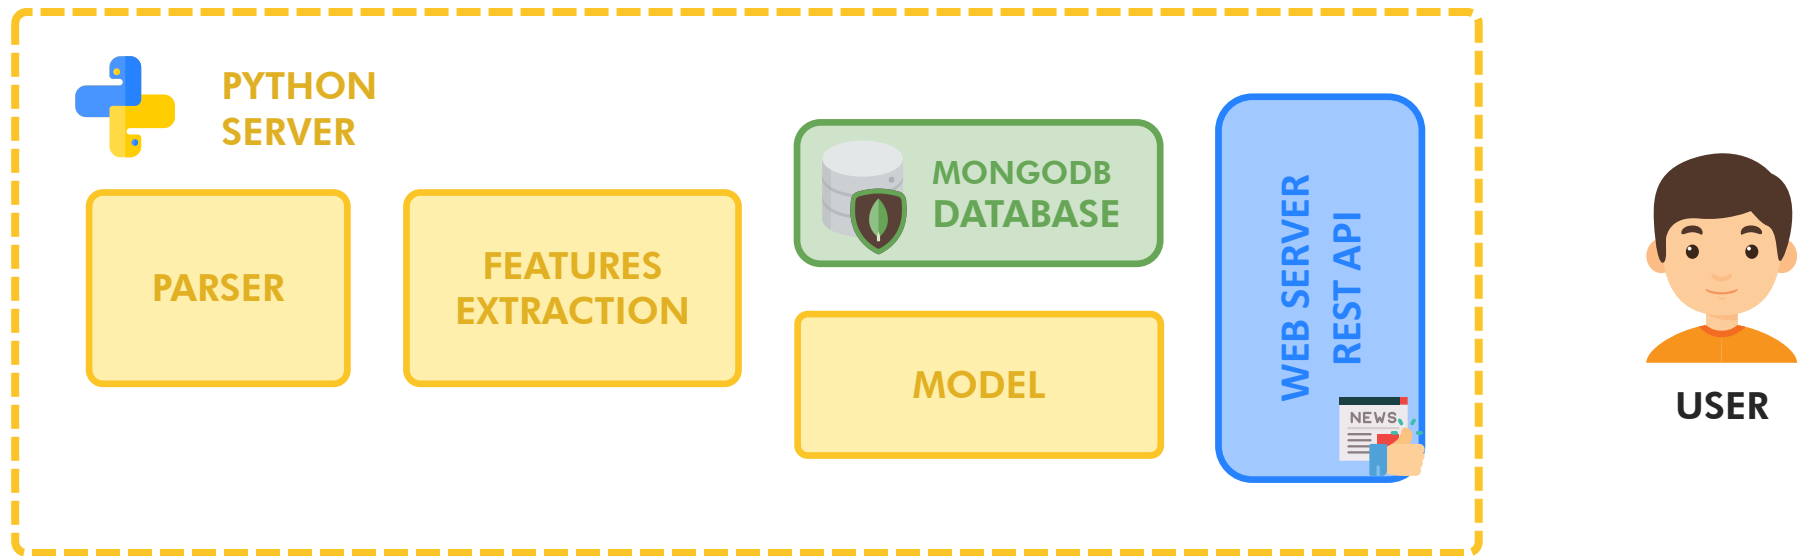 PYTHON
SERVER
PARSER
FEATURES
EXTRACTION
MONGODB
DATABASE
MODEL
WEB SERVER
REST API
NEWS
USER